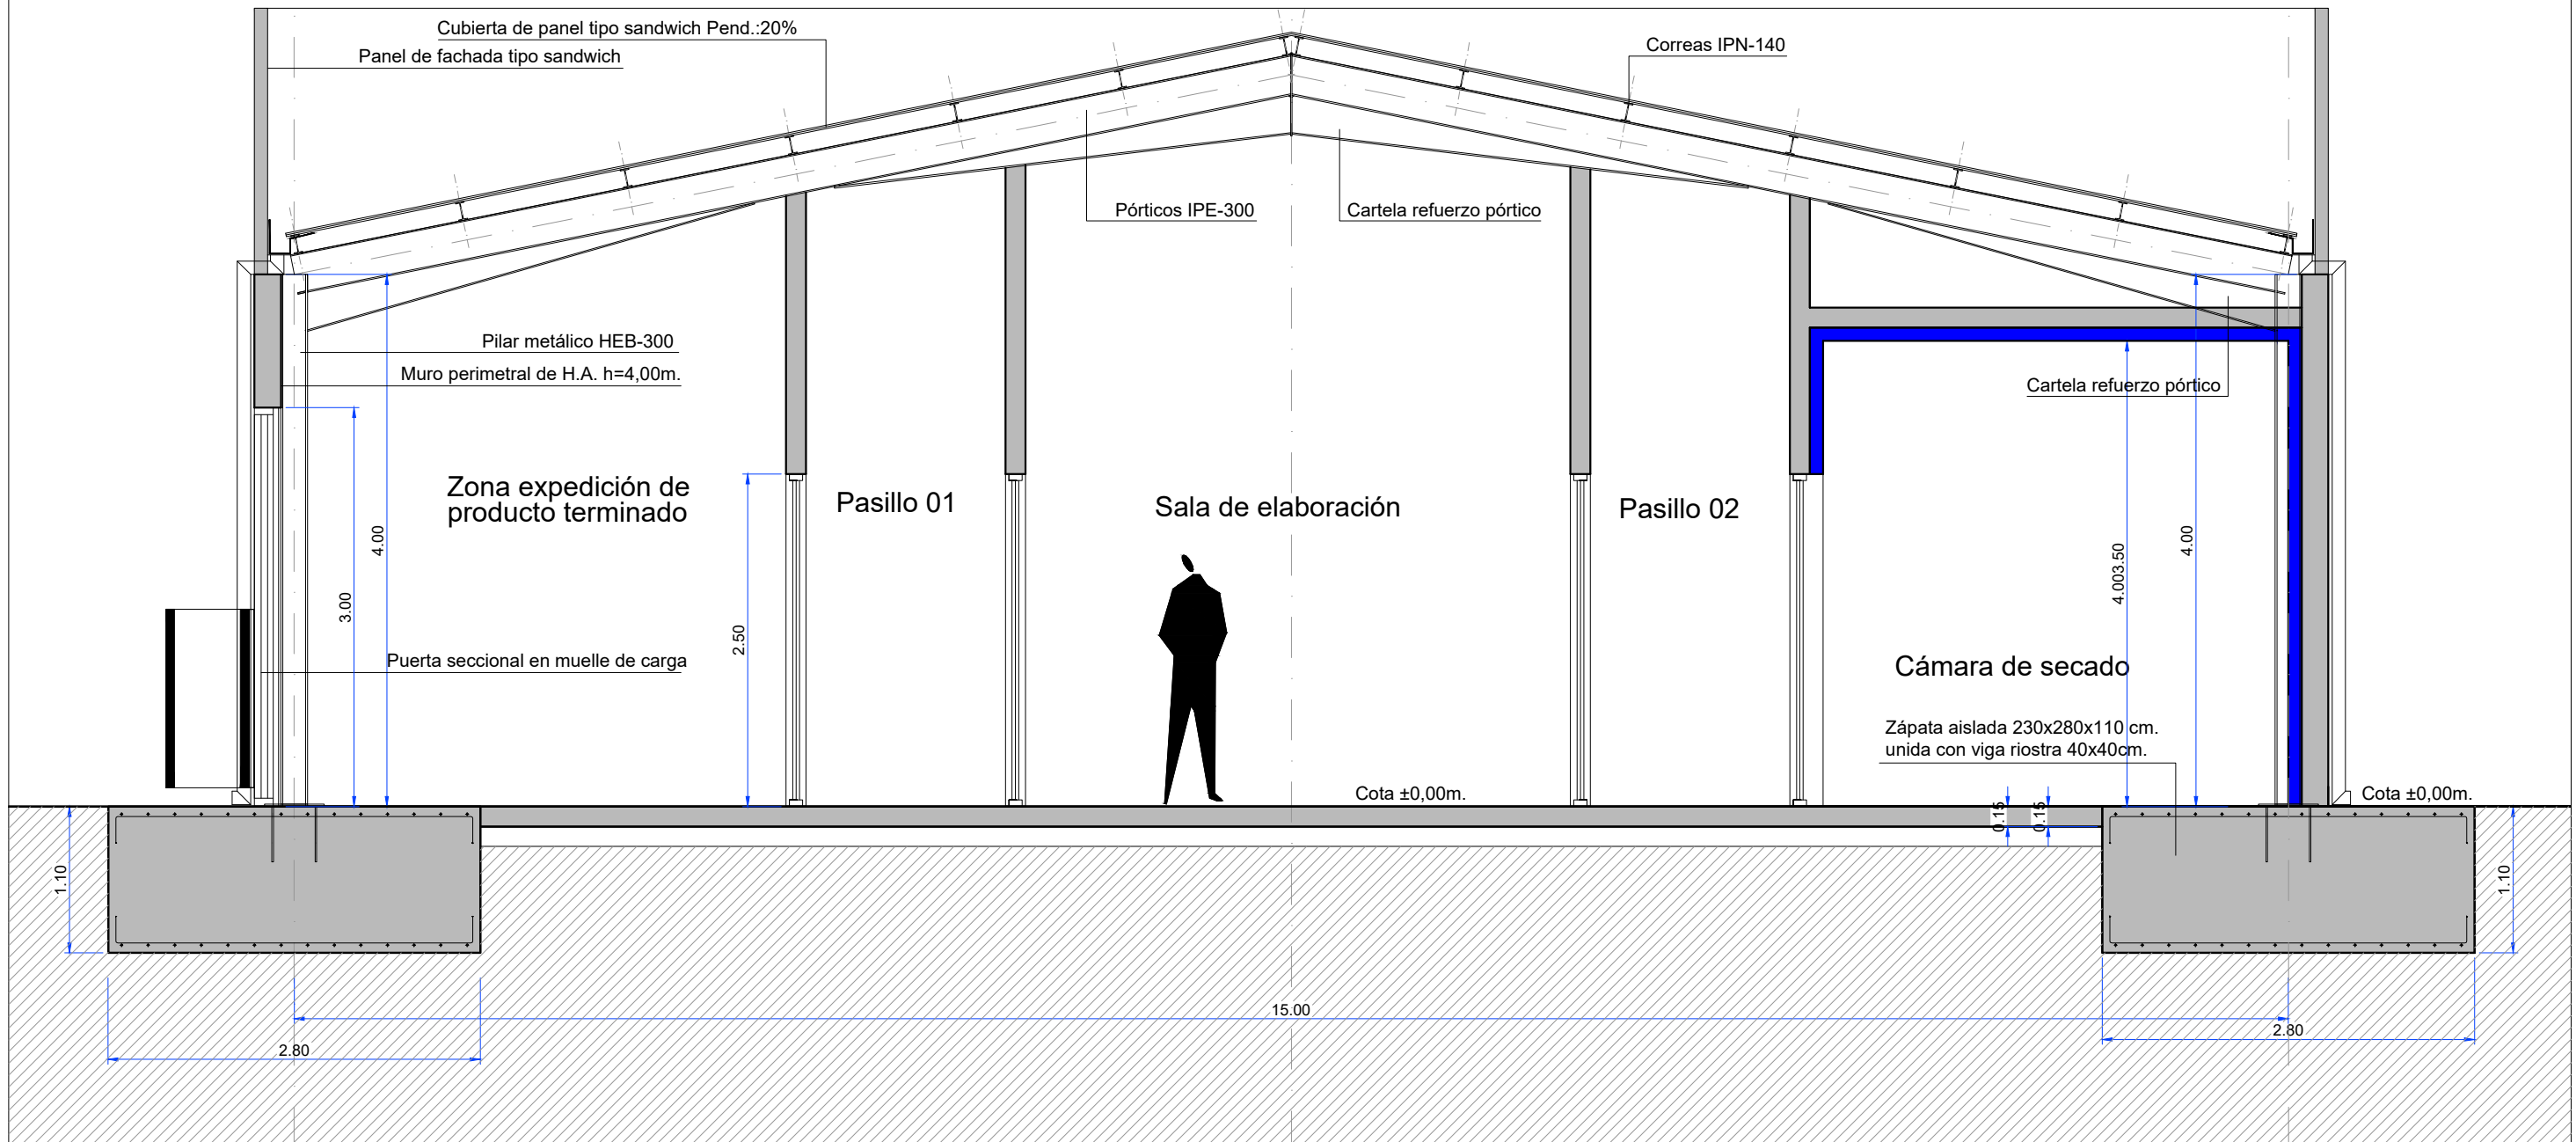 Cubierta de panel tipo sandwich Pend.:20%
Panel de fachada tipo sandwich
Correas IPN-140
Pórticos IPE-300
Cartela refuerzo pórtico
Pilar metálico HEB-300
Muro perimetral de H.A. h=4,00m.
Cartela refuerzo pórtico
Zona expedición de
producto terminado
Pasillo 01
Sala de elaboración
Pasillo 02
4.00
3.00
2.50
4.003.50
4.00
Puerta seccional en muelle de carga
Cámara de secado
Zápata aislada 230x280x110 cm.
unida con viga riostra 40x40cm.
Cota ±0,00m.
Cota ±0,00m.
0.15
0.15
1.10
1.10
15.00
2.80
2.80